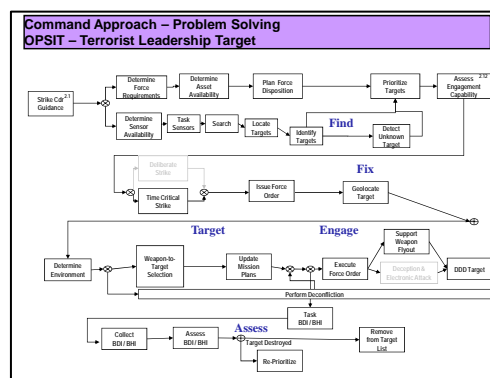 Command Approach – Problem Solving
OPSIT – Terrorist Leadership Target
Strike Cdr 2.1
Guidance
Determine
Force
Requirements
Determine
Asset
Availability
Plan Force
Disposition
Prioritize
Targets
Assess 2.12
Engagement
Capability
Determine
Sensor
Availability
Task
Sensors
Search
Locate
Targets
Identify
Targets
Find
Detect
Unknown
Target
Deliberate
Strike
Time Critical
Strike
Issue Force
Order
Fix
Geolocate
Target
Target
Engage
Determine
Environment
Weapon-to-
Target
Selection
Update
Mission
Plans
Execute
Force Order
Support
Weapon
Flyout
Deception &
Electronic Attack
DDD Target
Perform Deconfliction
Task
BDI / BHI
Collect
BDI / BHI
Assess
BDI / BHI
Assess
Target Destroyed
Remove
from Target
List
Re-Prioritize